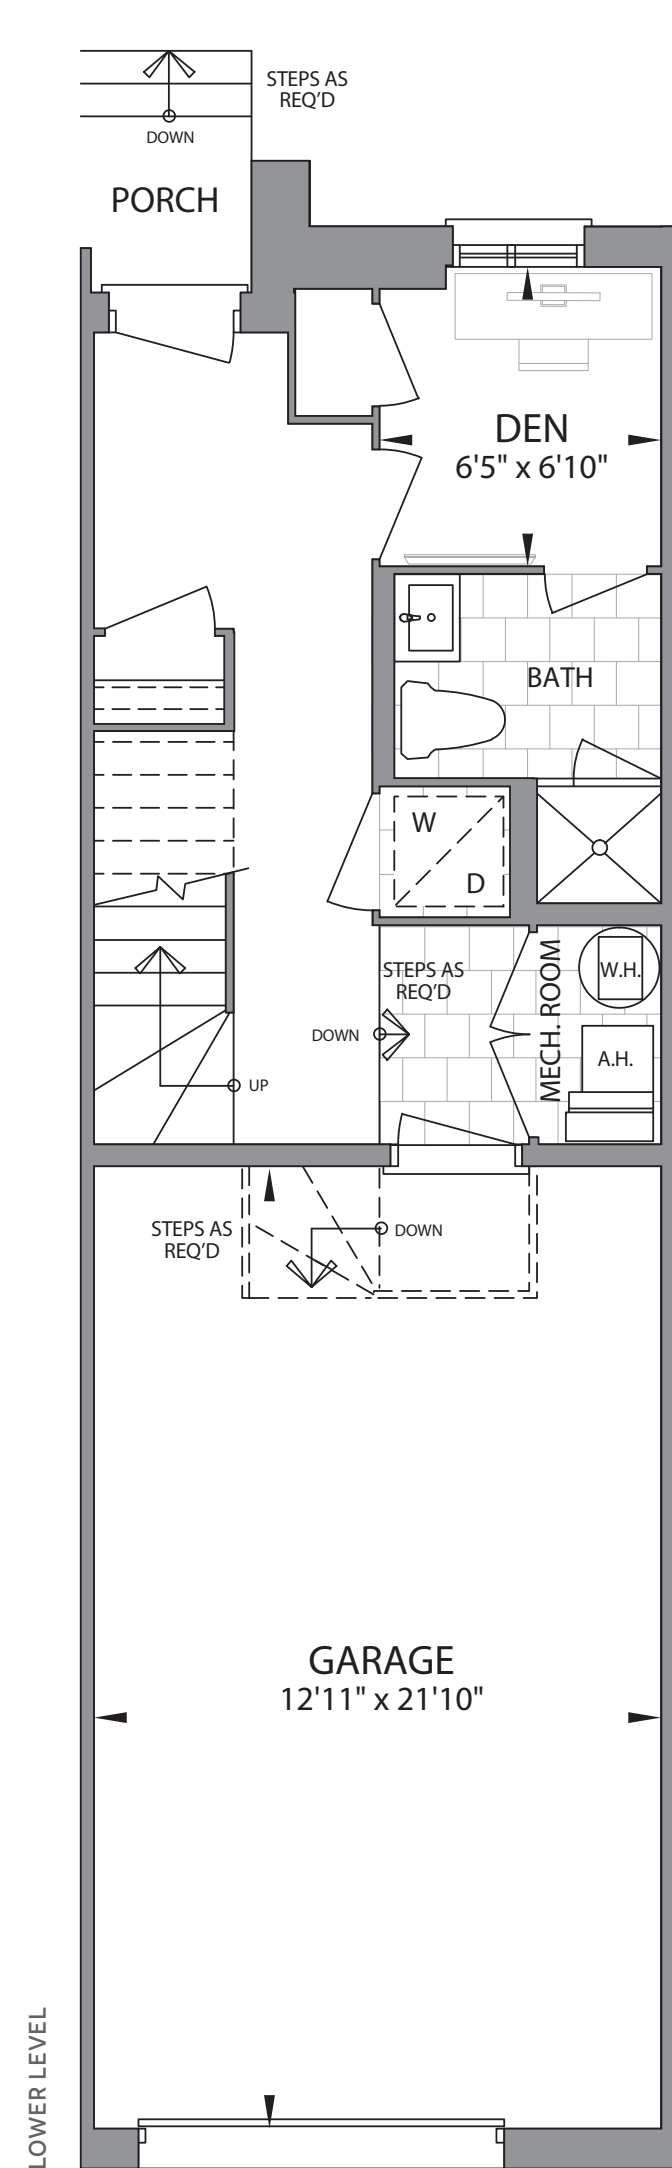 STEPS AS
REQ'D
DOWN
PORCH
DEN
6'5" x 6'10"
BATH
W
D
STEPS AS
REQ'D
MECH. ROOM
W.H.
DOWN
A.H.
UP
STEPS AS
REQ'D
DOWN
GARAGE
12'11" x 21'10"
LOWER LEVEL